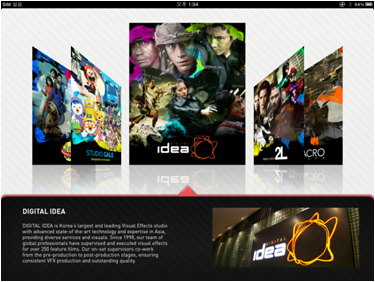 SIM 없음
오후 1:54
94%
STUDIO GALE
DIGITAL
idea
2L
MACRO
DIGITAL IDEA
DIGITAL IDEA is Korea's largest and leading Visual Effects studio
with advanced state-of-the-art technology and expertise in Asia,
providing diverse services and visuals. Since 1998, our team of
global professionals have supervised and executed visual effects
for over 250 feature films. Our on-set supervisors co-work
from the pre-production to post-production stages, ensuring
consistent VFX production and outstanding quality.
DIGITAL
idea